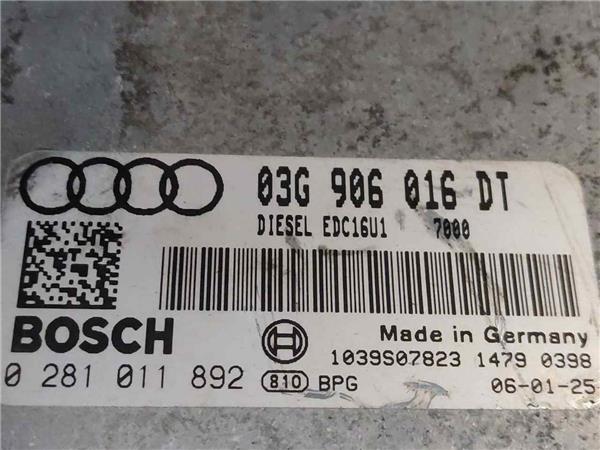 03G 906 016 DT
DIESEL EDC16U1 7000
BOSCH
Made in Germany
1039S07823 1479 0398
0 281 011 892 810 BPG 06-01-25